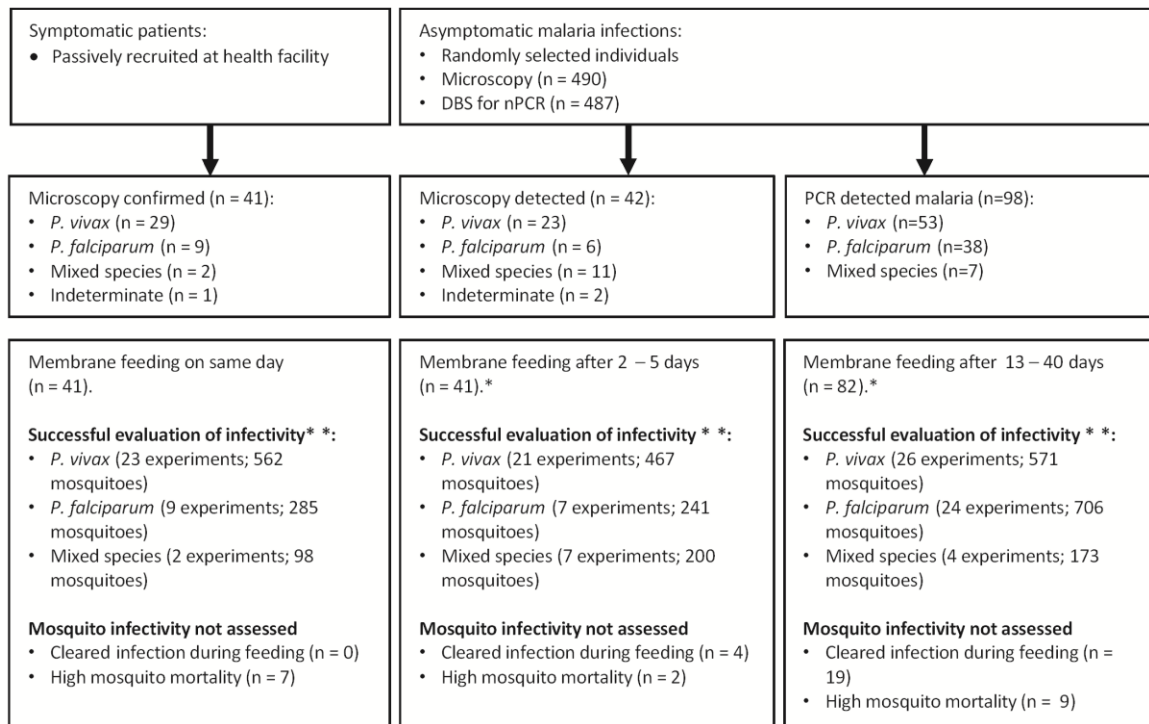 Symptomatic patients:
● Passively recruited at health facility
Asymptomatic malaria infections:
• Randomly selected individuals
• Microscopy (n = 490)
• DBS for nPCR (n = 487)
Microscopy confirmed (n = 41):
• P. vivax (n = 29)
• P. falciparum (n = 9)
• Mixed species (n = 2)
• Indeterminate (n = 1)
Microscopy detected (n = 42):
• P. vivax (n = 23)
• P. falciparum (n = 6)
• Mixed species (n = 11)
• Indeterminate (n = 2)
PCR detected malaria (n=98)
• P. vivax (n=53)
• P. falciparum (n=38)
• Mixed species (n=7)
Membrane feeding on same day
(n = 41).
Successful evaluation of infectivity* *:
• P. vivax (23 experiments; 562
mosquitoes)
• P. falciparum (9 experiments; 285
mosquitoes)
• Mixed species (2 experiments; 98
mosquitoes)
Mosquito infectivity not assessed
• Cleared infection during feeding (n = 0)
• High mosquito mortality (n = 7)
Membrane feeding after 2 – 5 days
(n = 41).*
Successful evaluation of infectivity * *:
• P. vivax (21 experiments; 467
mosquitoes)
• P. falciparum (7 experiments; 241
mosquitoes)
• Mixed species (7 experiments; 200
mosquitoes)
Mosquito infectivity not assessed
• Cleared infection during feeding (n = 4)
• High mosquito mortality (n = 2)
Membrane feeding after 13 – 40 days
(n = 82).*
Successful evaluation of infectivity * *:
• P. vivax (26 experiments; 571
mosquitoes)
• P. falciparum (24 experiments; 706
mosquitoes)
• Mixed species (4 experiments; 173
mosquitoes)
Mosquito infectivity not assessed
• Cleared infection during feeding (n =
19)
• High mosquito mortality (n = 9)